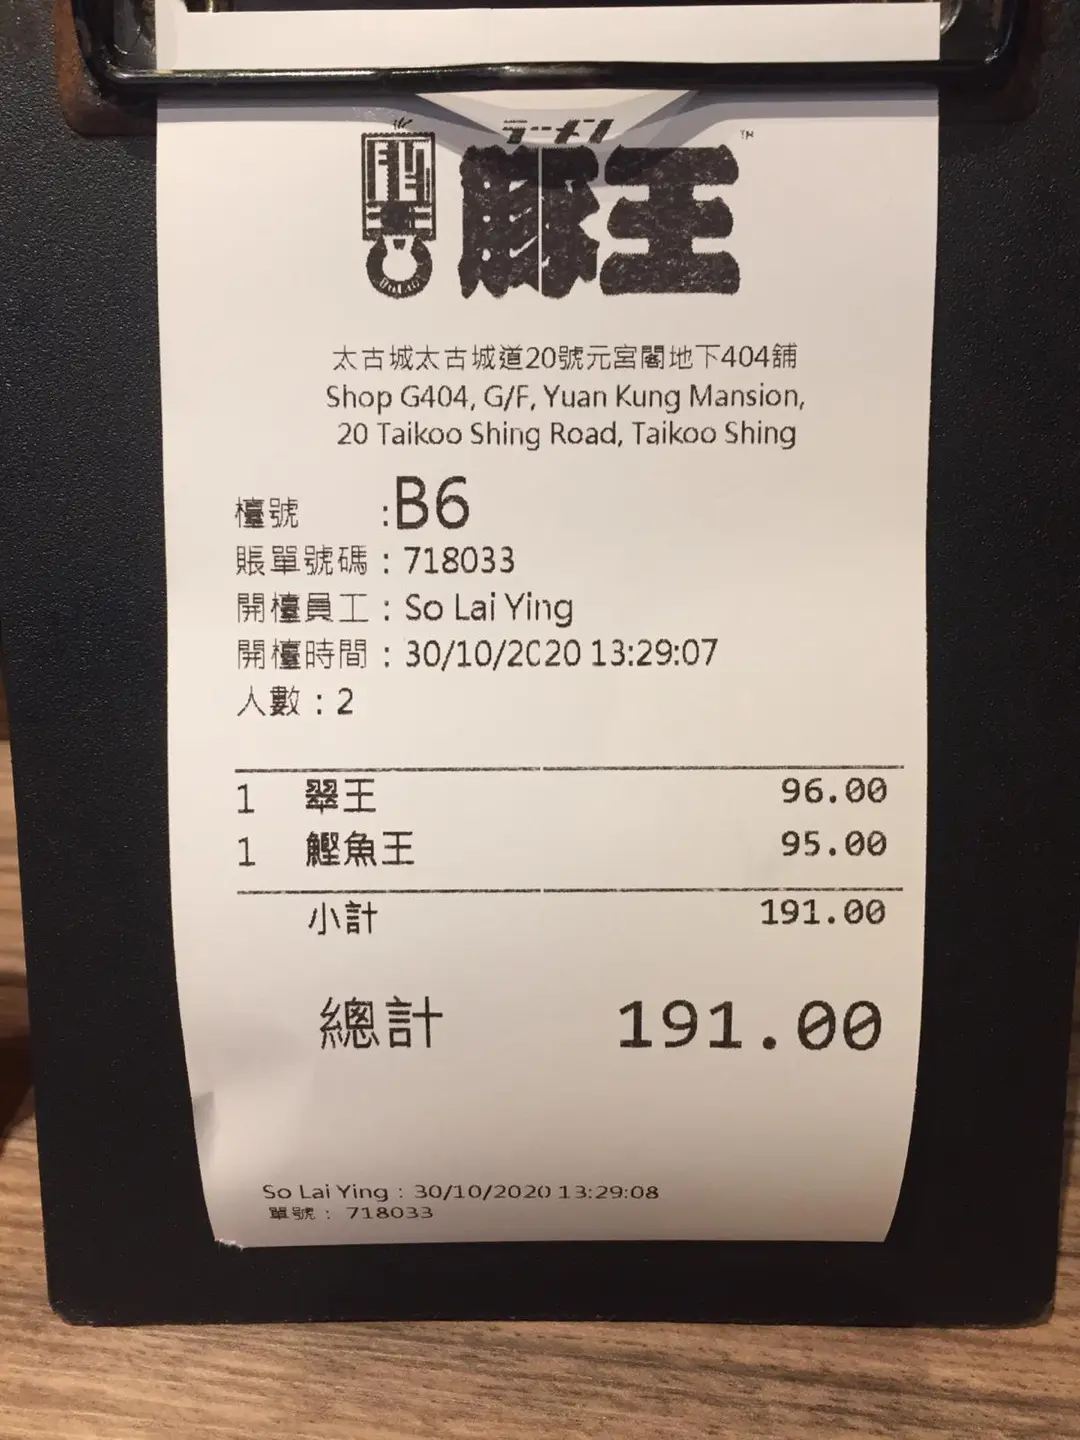 ラーメン
豚王 TM
太古城太古城道20號元宮閣地下404舖
Shop G404, G/F, Yuan Kung Mansion,
20 Taikoo Shing Road, Taikoo Shing
檯號 :B6
賬單號碼 : 718033
開檯員工 : So Lai Ying
開檯時間 : 30/10/2020 13:29:07
人數 : 2
1 翠王 96.00
1 鰹魚王 95.00
小計 191.00
總計 191.00
So Lai Ying : 30/10/2020 13:29:08
單號 : 718033